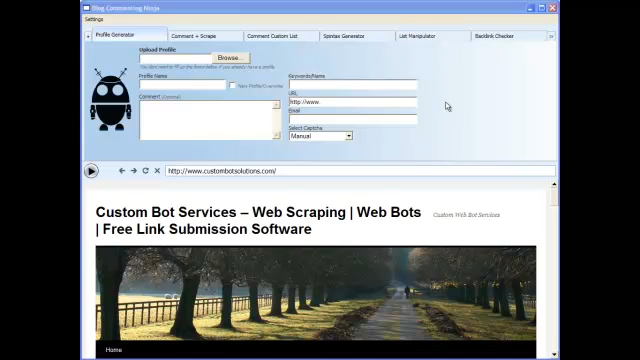 Blog Commenting Ninja
Settings
Profile Generator
Comment + Scrape
Comment Custom List
Spintax Generator
List Manipulator
Backlink Checker
Upload Profile
Browse...
Profile Name
New Profile/Overwrite
Comment (Optional)
Keywords/Name
URL
http://www.
Email
Select Captcha
Manual
http://www.custombotsolutions.com/
Custom Bot Services – Web Scraping | Web Bots
| Free Link Submission Software
Custom Web Bot Services
Home